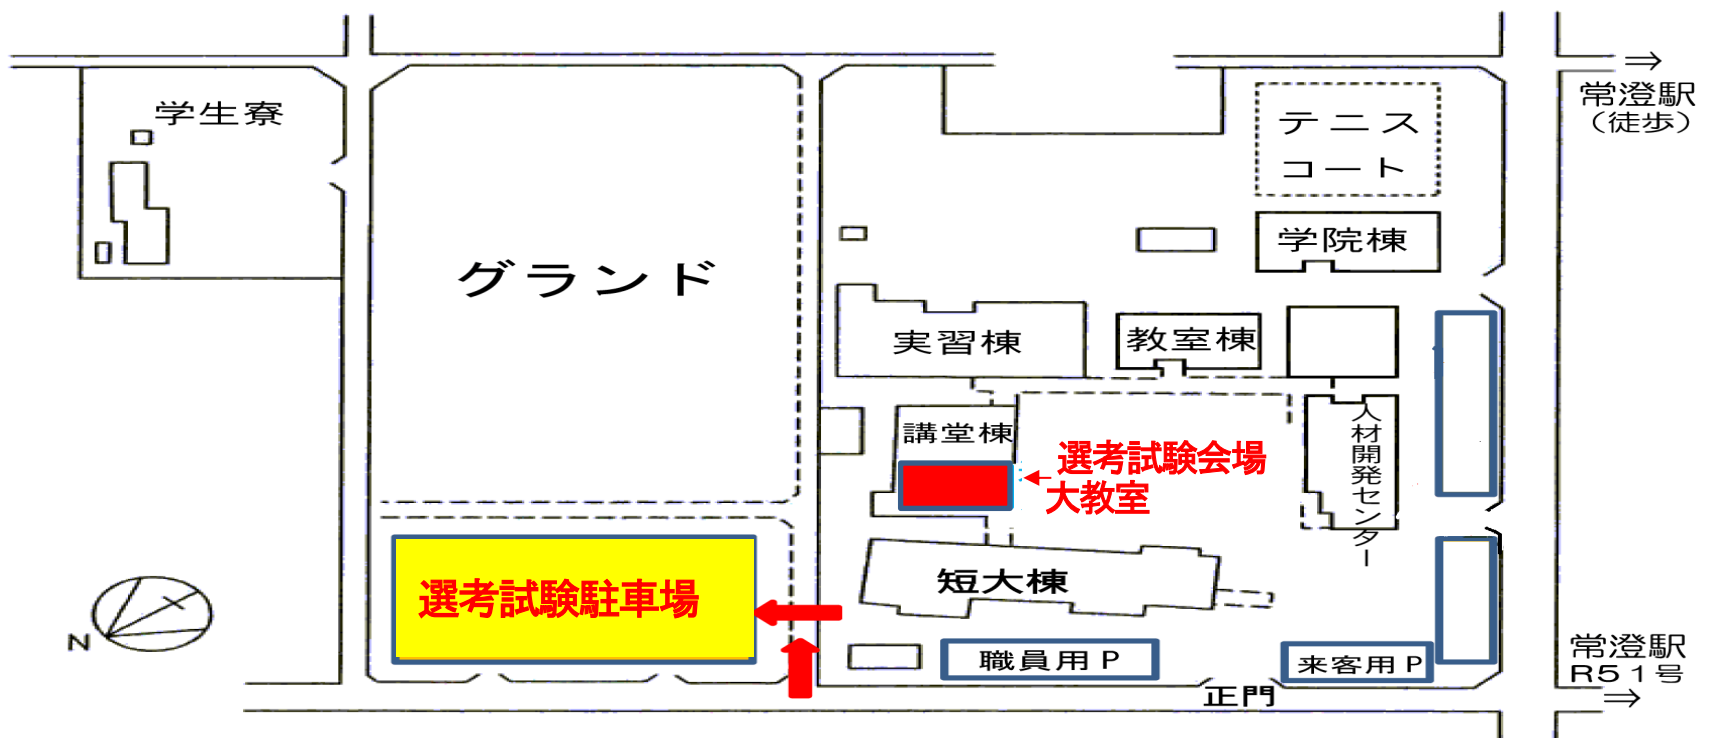 学生寮
グランド
テニス
コート
⇒
常澄駅
(徒歩)
学院棟
実習棟
教室棟
講堂棟
人材開発センター
選考試験会場
←
大教室
選考試験駐車場
短大棟
職員用P
来客用P
正門
N
常澄駅
R51号
⇒